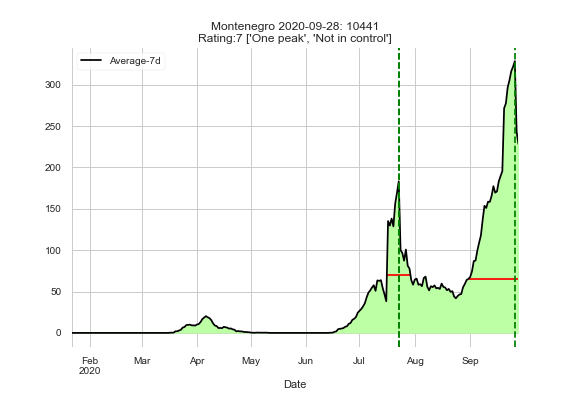 Montenegro 2020-09-28: 10441
Rating:7 ['One peak', 'Not in control']
Average-7d
300
250
200
150
100
50
0
Feb Mar Apr May Jun Jul Aug Sep
2020
Date